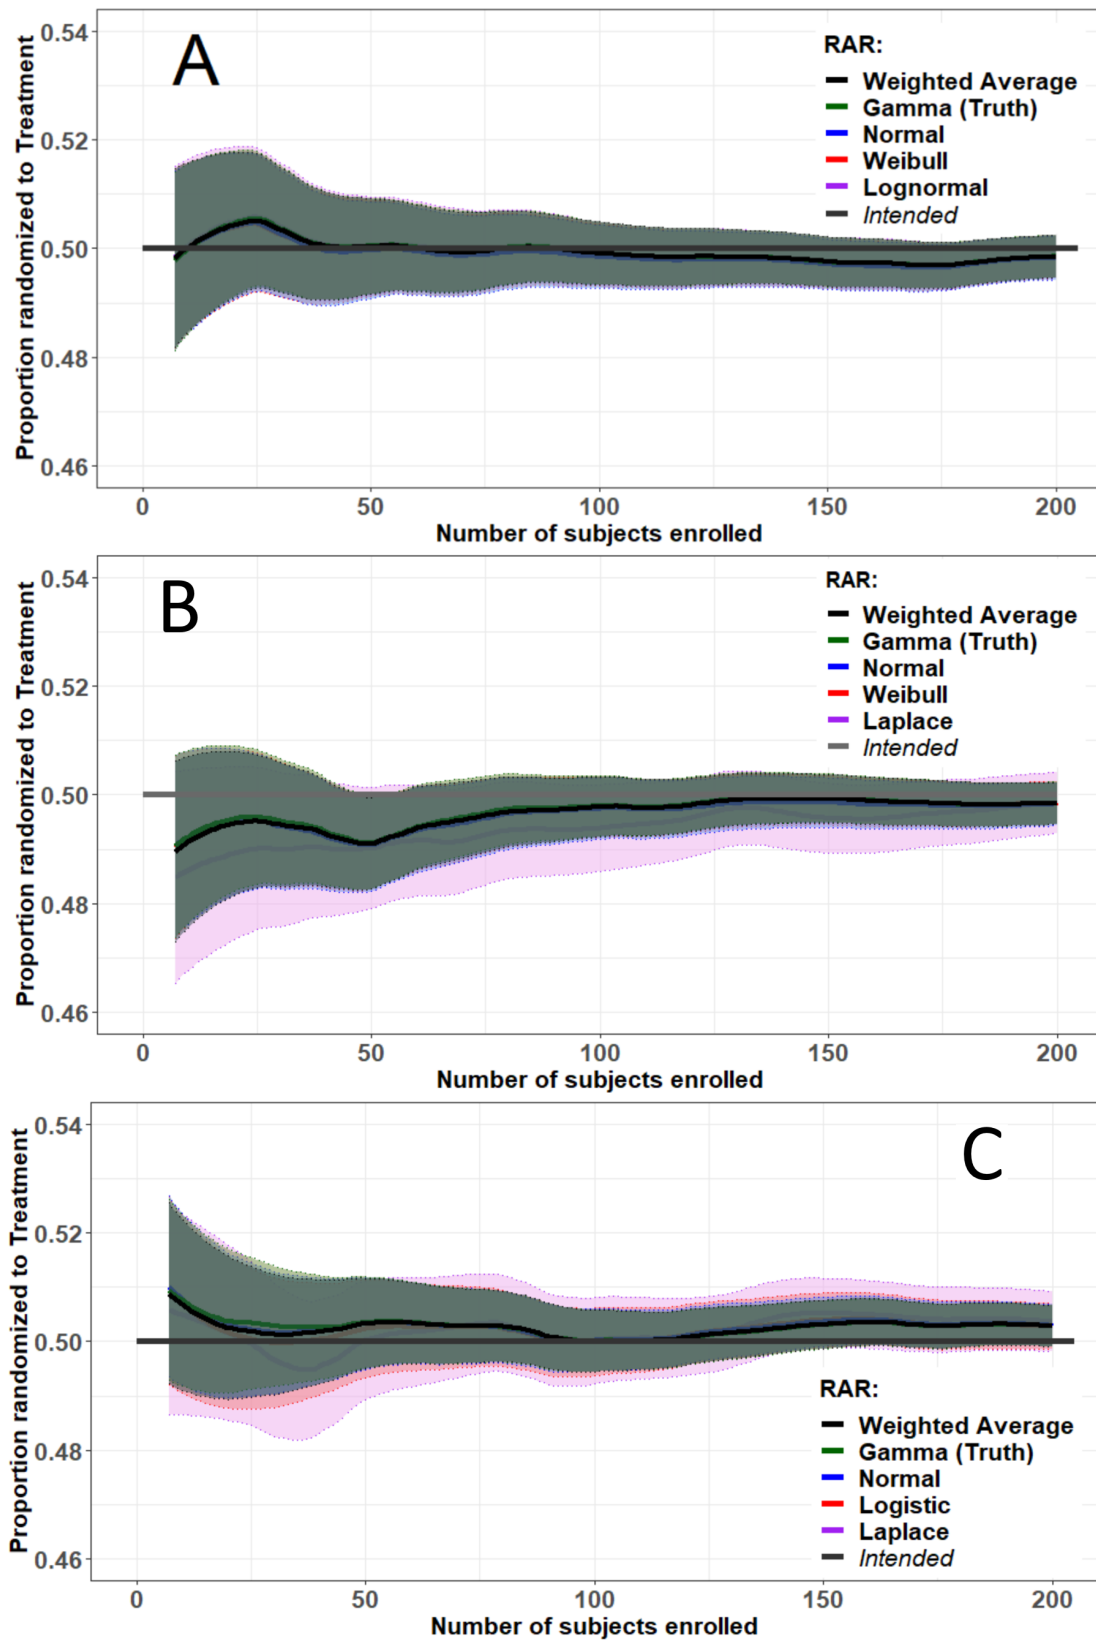 A
RAR:
Weighted Average
Gamma (Truth)
Normal
Weibull
Lognormal
Intended
Proportion randomized to Treatment
0.54
0.52
0.50
0.48
0.46
0 50 100 150 200
Number of subjects enrolled
B
RAR:
Weighted Average
Gamma (Truth)
Normal
Weibull
Laplace
Intended
Proportion randomized to Treatment
0.54
0.52
0.50
0.48
0.46
0 50 100 150 200
Number of subjects enrolled
C
Proportion randomized to Treatment
0.54
0.52
0.50
0.48
0.46
RAR:
Weighted Average
Gamma (Truth)
Normal
Logistic
Laplace
Intended
0 50 100 150 200
Number of subjects enrolled